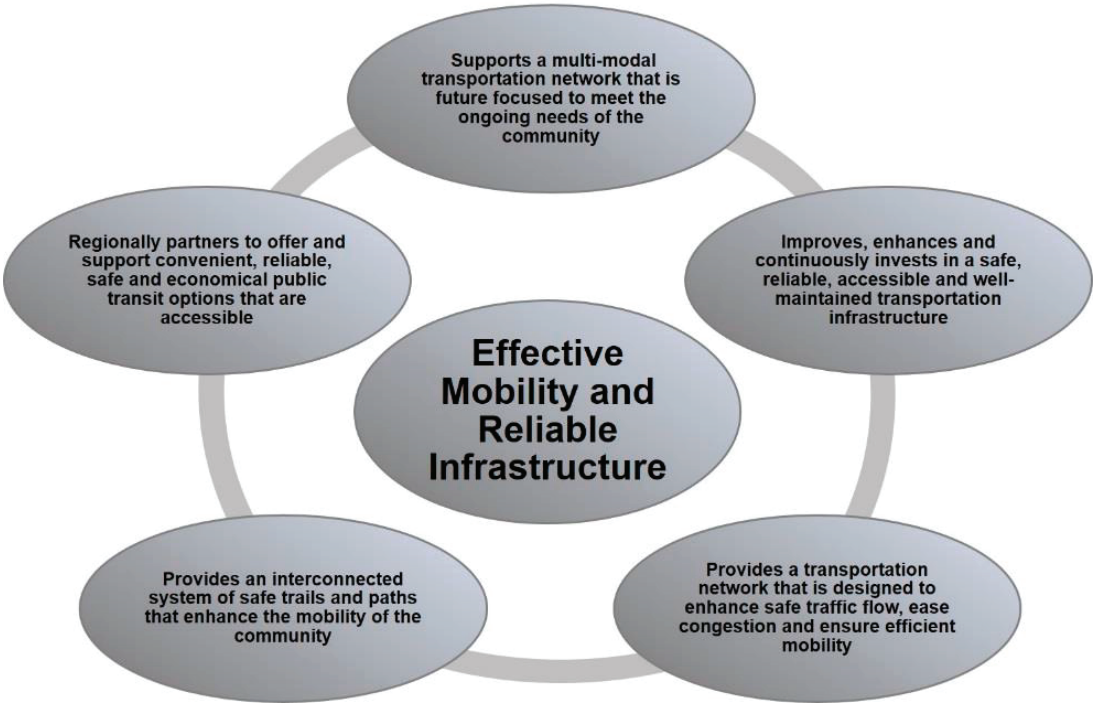 Supports a multi-modal
transportation network that is
future focused to meet the
ongoing needs of the
community
Regionally partners to offer and
support convenient, reliable,
safe and economical public
transit options that are
accessible
Improves, enhances and
continuously invests in a safe,
reliable, accessible and well-
maintained transportation
infrastructure
Effective
Mobility and
Reliable
Infrastructure
Provides an interconnected
system of safe trails and paths
that enhance the mobility of the
community
Provides a transportation
network that is designed to
enhance safe traffic flow, ease
congestion and ensure efficient
mobility